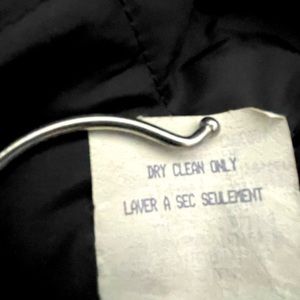 DRY CLEAN ONLY
LAVER A SEC SEULEMENT